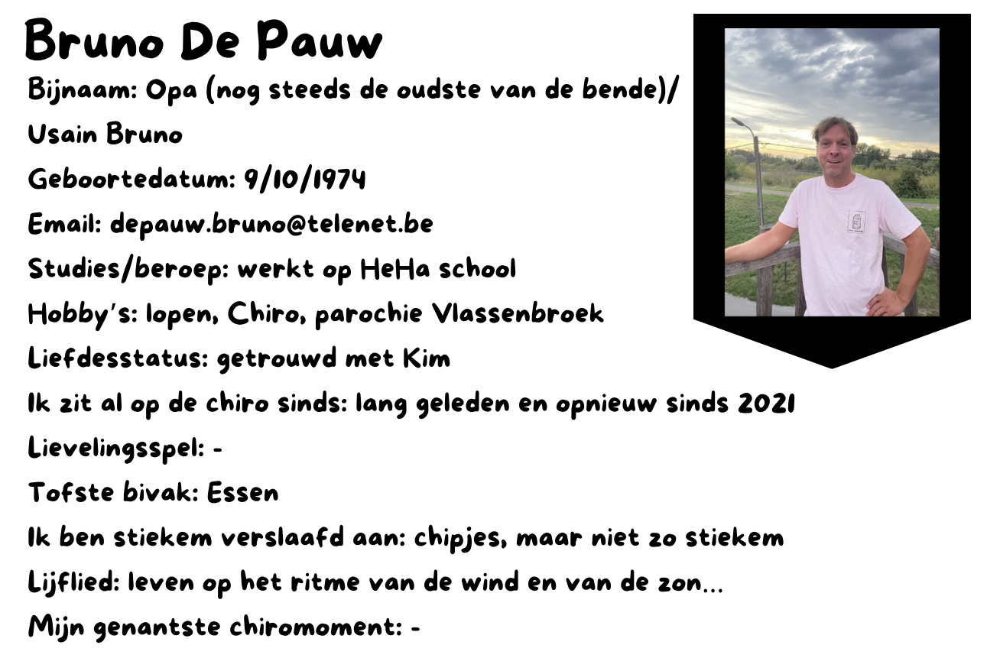 Bruno De Pauw
Bijnaam: Opa (nog steeds de oudste van de bende)/
Usain Bruno
Geboortedatum: 9/10/1974
Email: depauw.bruno@telenet.be
Studies/beroep: werkt op HeHa school
Hobby's: lopen, Chiro, parochie Vlassenbroek
Liefdesstatus: getrouwd met Kim
Ik zit al op de chiro sinds: lang geleden en opnieuw sinds 2021
Lievelingsspel: -
Tofste bivak: Essen
Ik ben stiekem verslaafd aan: chipjes, maar niet zo stiekem
Lijflied: leven op het ritme van de wind en van de zon...
Mijn genantste chiromoment: -